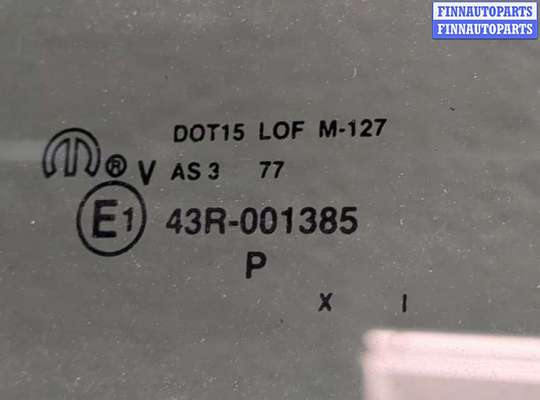 FINNAUTOPARTS
FINNAUTOPARTS
DOT15 LOF M-127
® V AS 3 77
E1 43R-001385
P
X I